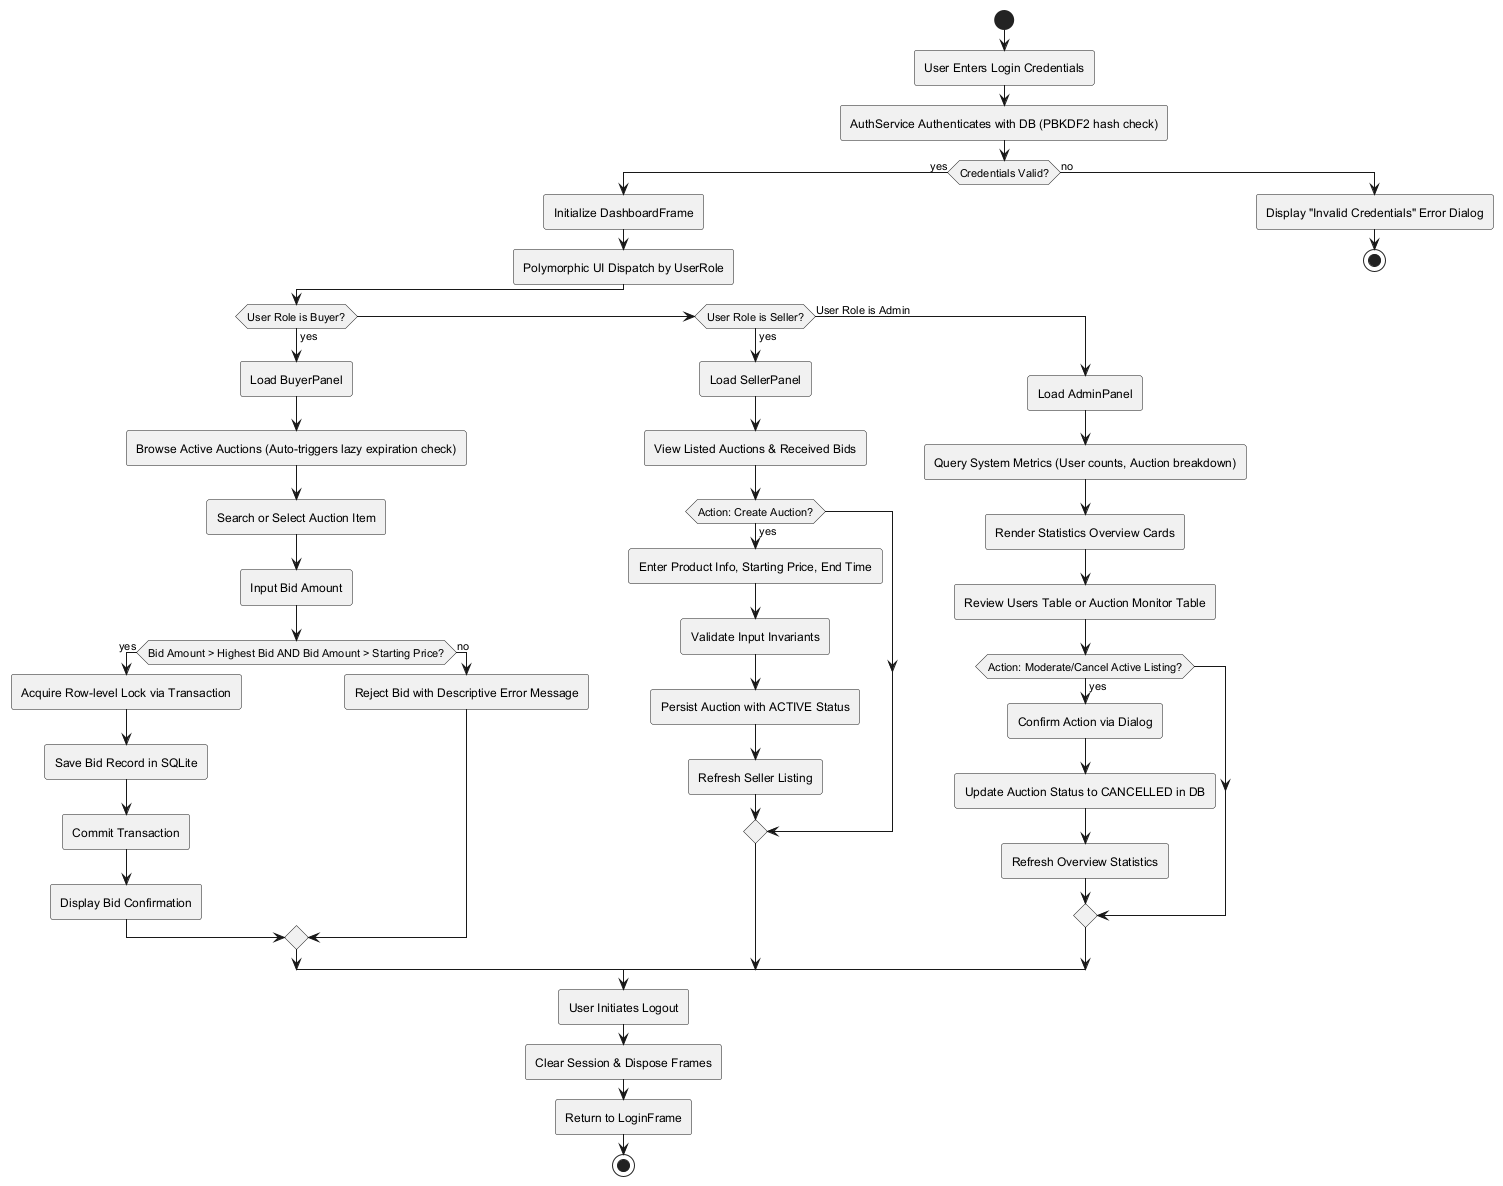 User Enters Login Credentials
AuthService Authenticates with DB (PBKDF2 hash check)
yes
Credentials Valid?
no
Initialize DashboardFrame
Display "Invalid Credentials" Error Dialog
Polymorphic UI Dispatch by UserRole
User Role is Buyer?
yes
Load BuyerPanel
Browse Active Auctions (Auto-triggers lazy expiration check)
Search or Select Auction Item
Input Bid Amount
yes
Bid Amount > Highest Bid AND Bid Amount > Starting Price?
no
Acquire Row-level Lock via Transaction
Reject Bid with Descriptive Error Message
Save Bid Record in SQLite
Commit Transaction
Display Bid Confirmation
User Role is Seller?
yes
Load SellerPanel
View Listed Auctions & Received Bids
Action: Create Auction?
yes
Enter Product Info, Starting Price, End Time
Validate Input Invariants
Persist Auction with ACTIVE Status
Refresh Seller Listing
User Role is Admin
Load AdminPanel
Query System Metrics (User counts, Auction breakdown)
Render Statistics Overview Cards
Review Users Table or Auction Monitor Table
Action: Moderate/Cancel Active Listing?
yes
Confirm Action via Dialog
Update Auction Status to CANCELLED in DB
Refresh Overview Statistics
User Initiates Logout
Clear Session & Dispose Frames
Return to LoginFrame